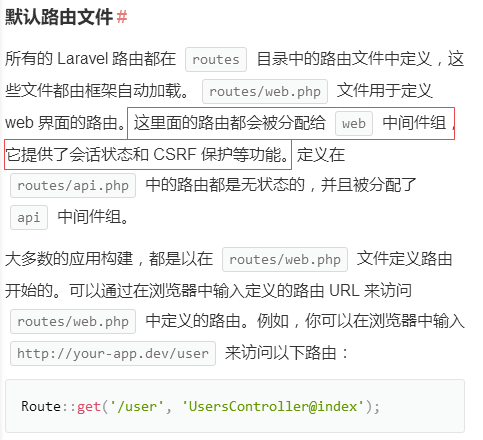 默认路由文件#
所有的 Laravel 路由都在 routes 目录中的路由文件中定义，这
些文件都由框架自动加载。 routes/web.php 文件用于定义
web 界面的路由。这里面的路由都会被分配给 web 中间件组，
它提供了会话状态和 CSRF 保护等功能。定义在
routes/api.php 中的路由都是无状态的，并且被分配了
api 中间件组。
大多数的应用构建，都是以在 routes/web.php 文件定义路由
开始的。可以通过在浏览器中输入定义的路由 URL 来访问
routes/web.php 中定义的路由。例如，你可以在浏览器中输入
http://your-app.dev/user 来访问以下路由：
Route::get('/user', 'UsersController@index');